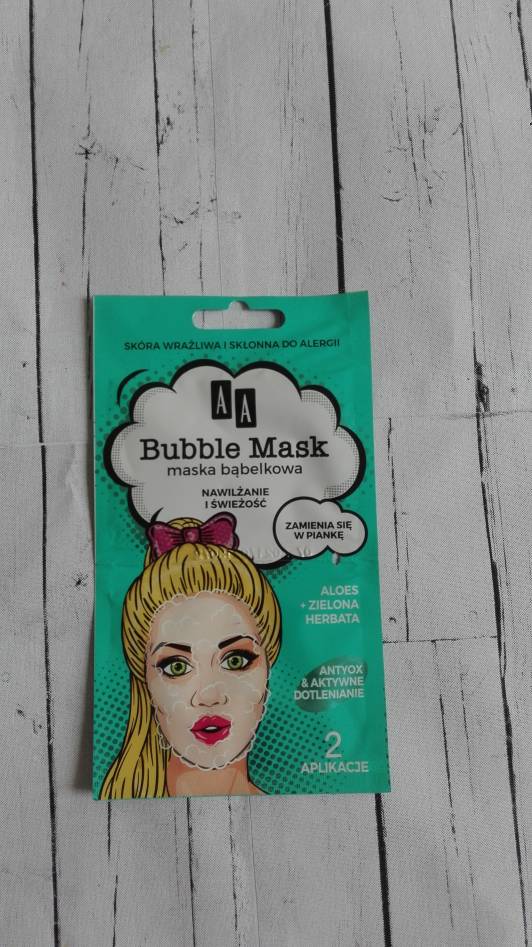 SKÓRA WRAŻLIWA I SKŁONNA DO ALERGII
AA
Bubble Mask
maska bąbelkowa
NAWILŻANIE
I ŚWIEŻOŚĆ
ZAMIENIA SIĘ
W PIANKĘ
ALOES
+ ZIELONA
HERBATA
ANTYOX
& AKTYWNE
DOTLENIANIE
2
APLIKACJE